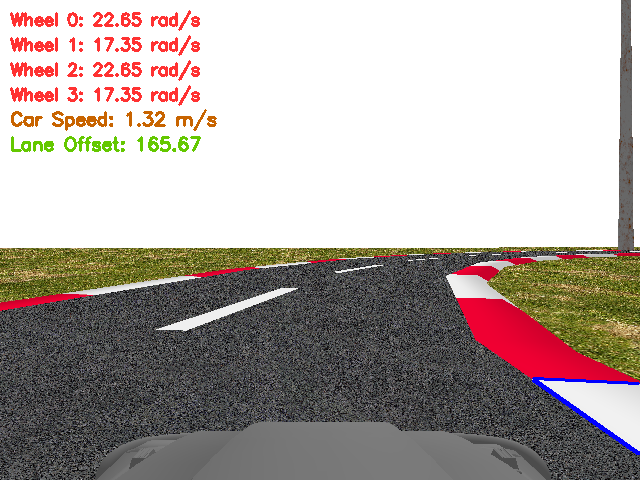 Wheel 0: 22.65 rad/s
Wheel 1: 17.35 rad/s
Wheel 2: 22.65 rad/s
Wheel 3: 17.35 rad/s
Car Speed: 1.32 m/s
Lane Offset: 165.67